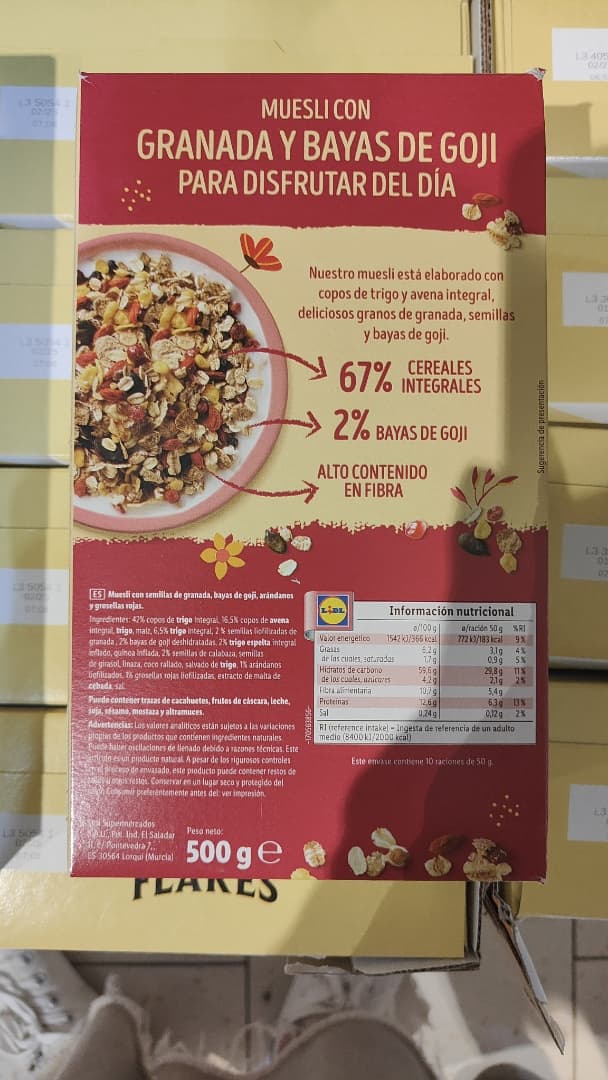 MUESLI CON
GRANADA Y BAYAS DE GOJI
PARA DISFRUTAR DEL DÍA
Nuestro muesli está elaborado con
copos de trigo y avena integral,
deliciosos granos de granada, semillas
y bayas de goji.
67% CEREALES
INTEGRALES
2% BAYAS DE GOJI
ALTO CONTENIDO
EN FIBRA
Sugerencia de presentación
ES Muesli con semillas de granada, bayas de goji, arándanos
y grosellas rojas.
Ingredientes: 42% copos de trigo integral, 16,5% copos de avena
integral, trigo, maíz, 6,5% trigo integral, 2 % semillas liofilizadas de
granada, 2% bayas de goji deshidratadas, 2% trigo espelta integral
inflado, quinoa inflada, 2% semillas de calabaza, semillas
de girasol, linaza, coco rallado, salvado de trigo, 1% arándanos
liofilizados, 1% grosellas rojas liofilizadas, extracto de malta de
cebada, sal.
Puede contener trazas de cacahuetes, frutos de cáscara, leche,
soja, sésamo, mostaza y altramuces.
Advertencias: Los valores analíticos están sujetos a las variaciones
propias de los productos que contienen ingredientes naturales.
Puede haber oscilaciones de llenado debido a razones técnicas. Este
artículo es un producto natural. A pesar de los rigurosos controles
en el proceso de envasado, este producto puede contener restos de
restos. Conservar en un lugar seco y protegido del
Consumir preferentemente antes del: ver impresión.
Supermercados
Pol. Ind. El Saladar
Pontevedra
ES-30564 Lorquí (Murcia)
Peso neto:
500 g e
LIDL
Información nutricional
ø/100 g ø/ración 50 g %RI
Valor energético 1542 kJ/366 kcal 772 kJ/183 kcal 9%
Grasas 6,2 g 3,1 g 4%
de las cuales, saturadas 1,7 g 0,9 g 5%
Hidratos de carbono 59,6 g 29,8 g 11%
de los cuales, azúcares 4,2 g 2,1 g 2%
Fibra alimentaria 10,7 g 5,4 g
Proteínas 12,6 g 6,3 g 13%
Sal 0,24 g 0,12 g 2%
RI (reference intake) = Ingesta de referencia de un adulto
medio (8400 kJ/2000 kcal)
Este envase contiene 10 raciones de 50 g.
FLAKES